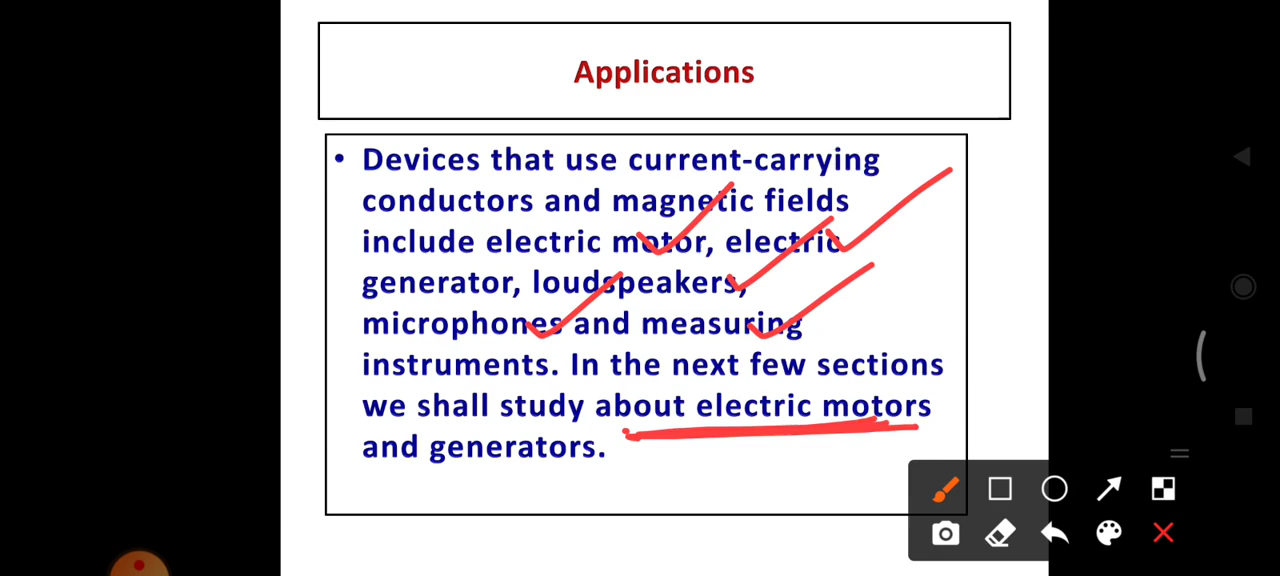 Applications
• Devices that use current-carrying
conductors and magnetic fields
include electric motor, electric
generator, loudspeakers,
microphones and measuring
instruments. In the next few sections
we shall study about electric motors
and generators.